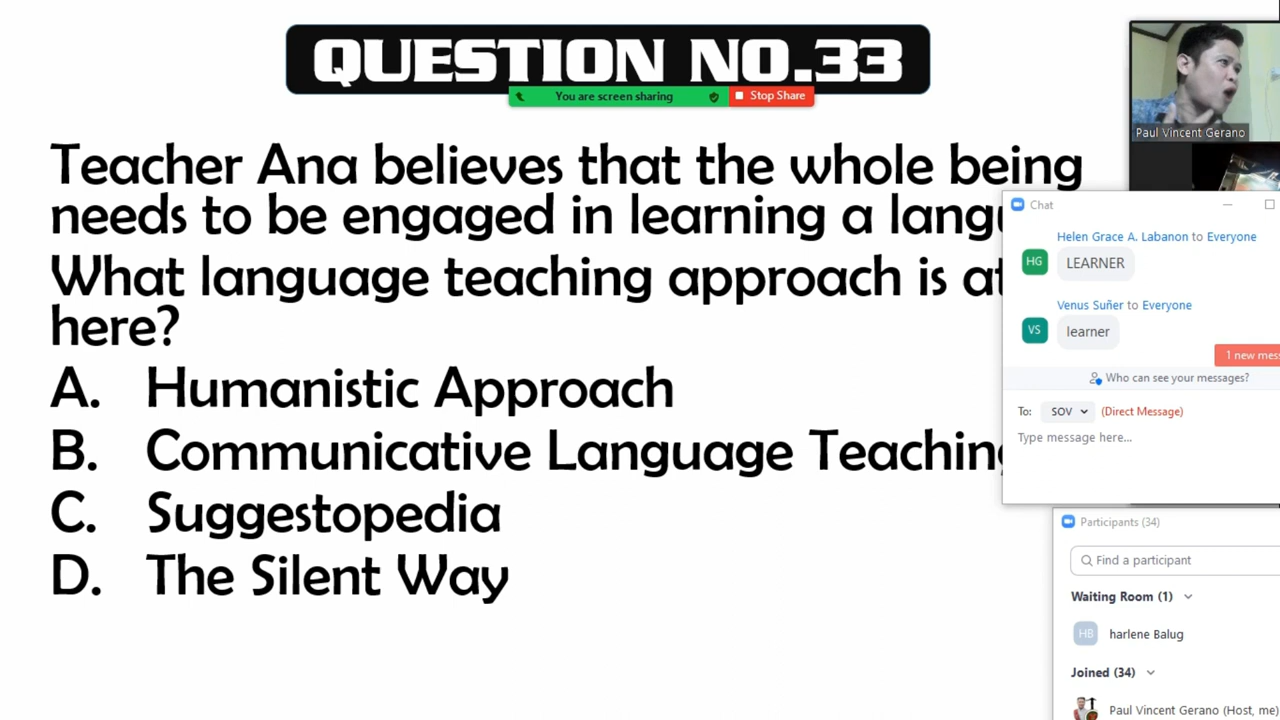 QUESTION NO.33
You are screen sharing
Stop Share
Teacher Ana believes that the whole being
needs to be engaged in learning a langu
What language teaching approach is at
here?
A. Humanistic Approach
B. Communicative Language Teaching
C. Suggestopedia
D. The Silent Way
Paul Vincent Gerano
Chat
Helen Grace A. Labanon to Everyone
HG
LEARNER
Venus Suñer to Everyone
VS
learner
1 new mess
Who can see your messages?
To: SOV (Direct Message)
Type message here...
Participants (34)
Find a participant
Waiting Room (1)
HB harlene Balug
Joined (34)
Paul Vincent Gerano (Host, me)